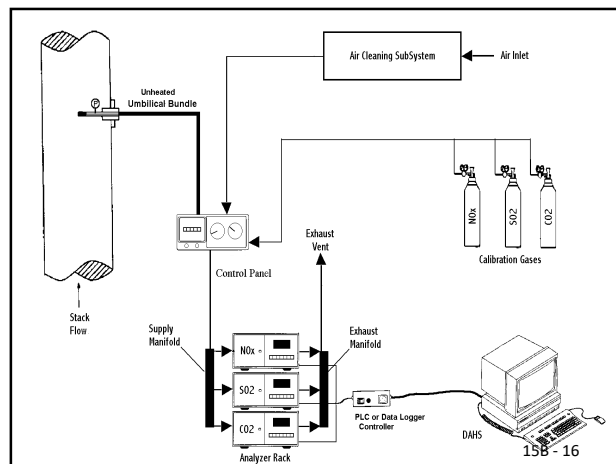 Air Cleaning SubSystem
Air Inlet
Unheated
Umbilical Bundle
P
NOx
SO2
CO2
Calibration Gases
Control Panel
Exhaust
Vent
Stack
Flow
Supply
Manifold
Exhaust
Manifold
NOx
SO2
CO2
Analyzer Rack
PLC or Data Logger
Controller
DAHS
15B - 16